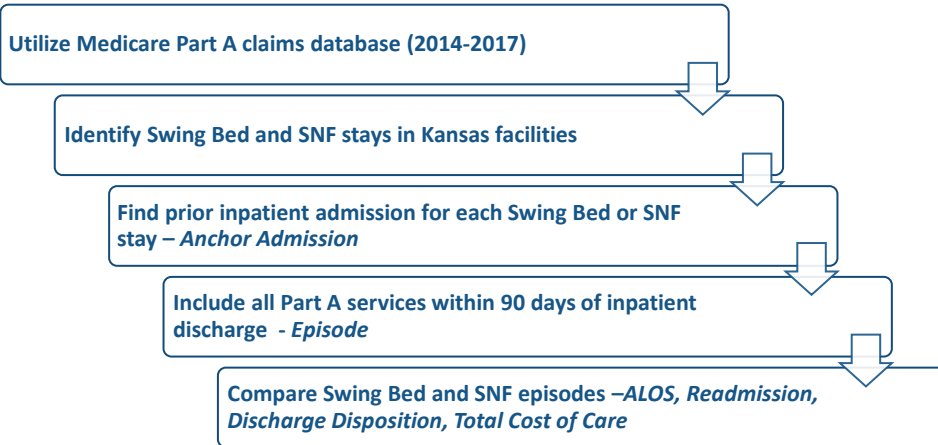 Utilize Medicare Part A claims database (2014-2017)
Identify Swing Bed and SNF stays in Kansas facilities
Find prior inpatient admission for each Swing Bed or SNF
stay – Anchor Admission
Include all Part A services within 90 days of inpatient
discharge - Episode
Compare Swing Bed and SNF episodes –ALOS, Readmission,
Discharge Disposition, Total Cost of Care